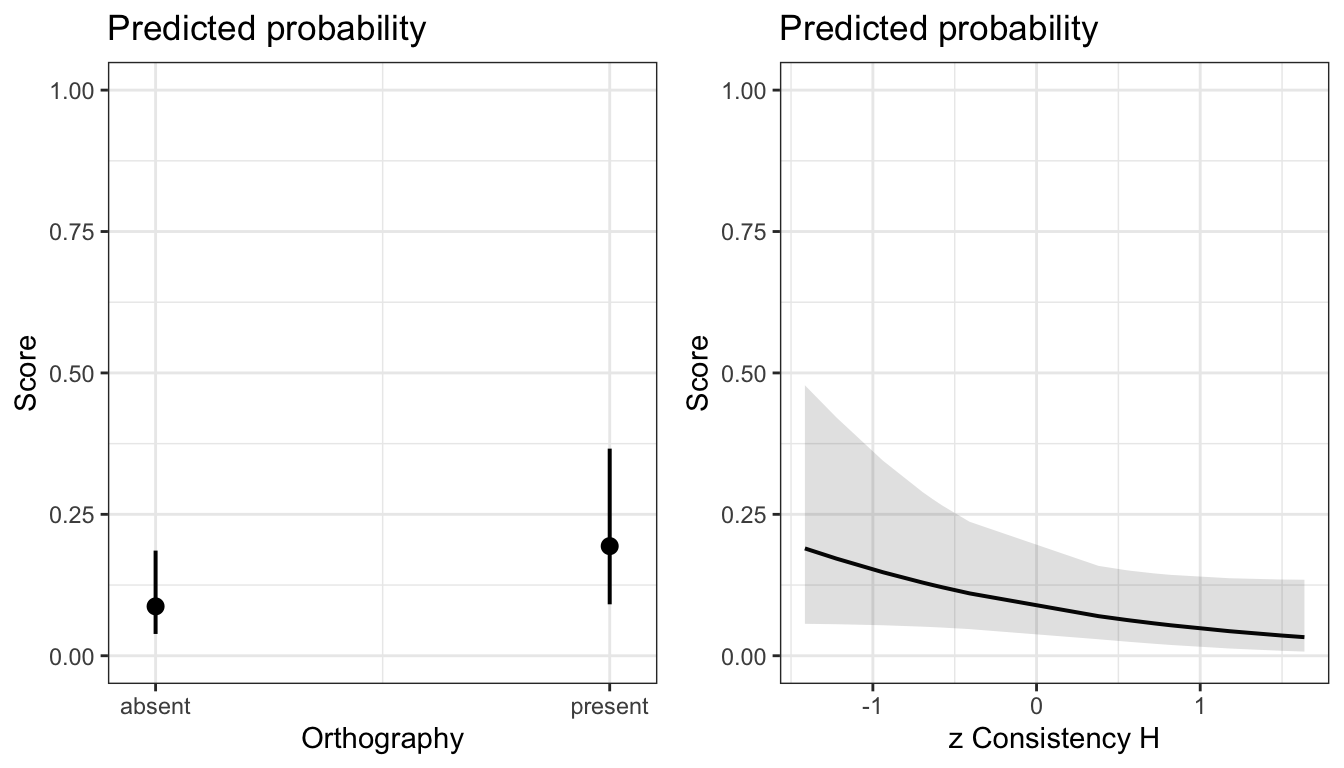 Predicted probability
Score
1.00
0.75
0.50
0.25
0.00
absent present
Orthography
Predicted probability
Score
1.00
0.75
0.50
0.25
0.00
-1 0 1
z Consistency H